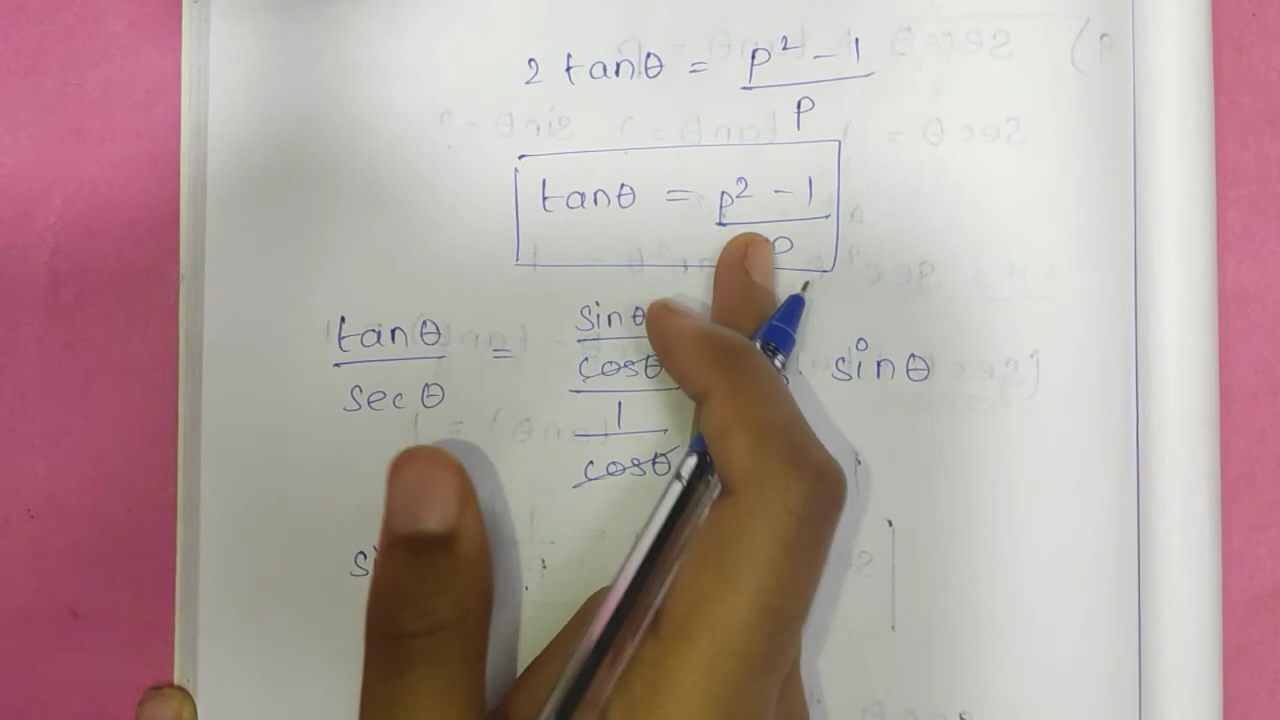 2 tanθ = p² - 1 / p
tanθ = p² - 1 / p
tanθ / secθ = sinθ / cosθ / 1 / cosθ sinθ